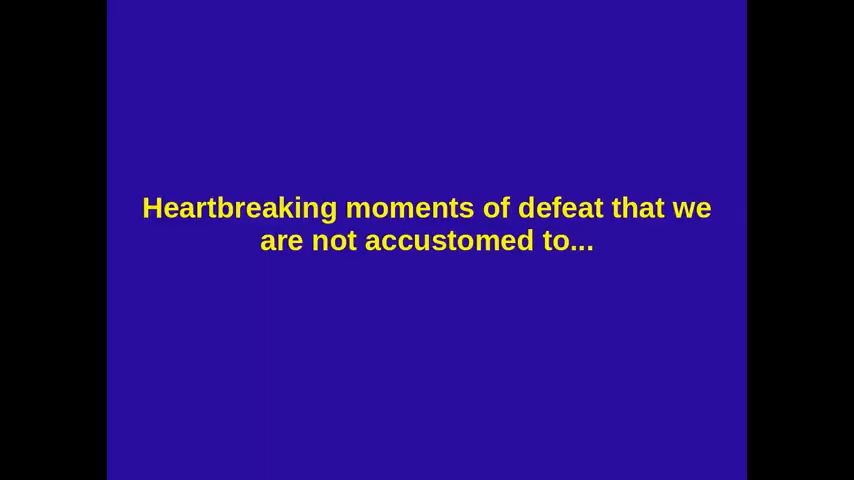 Heartbreaking moments of defeat that we
are not accustomed to...